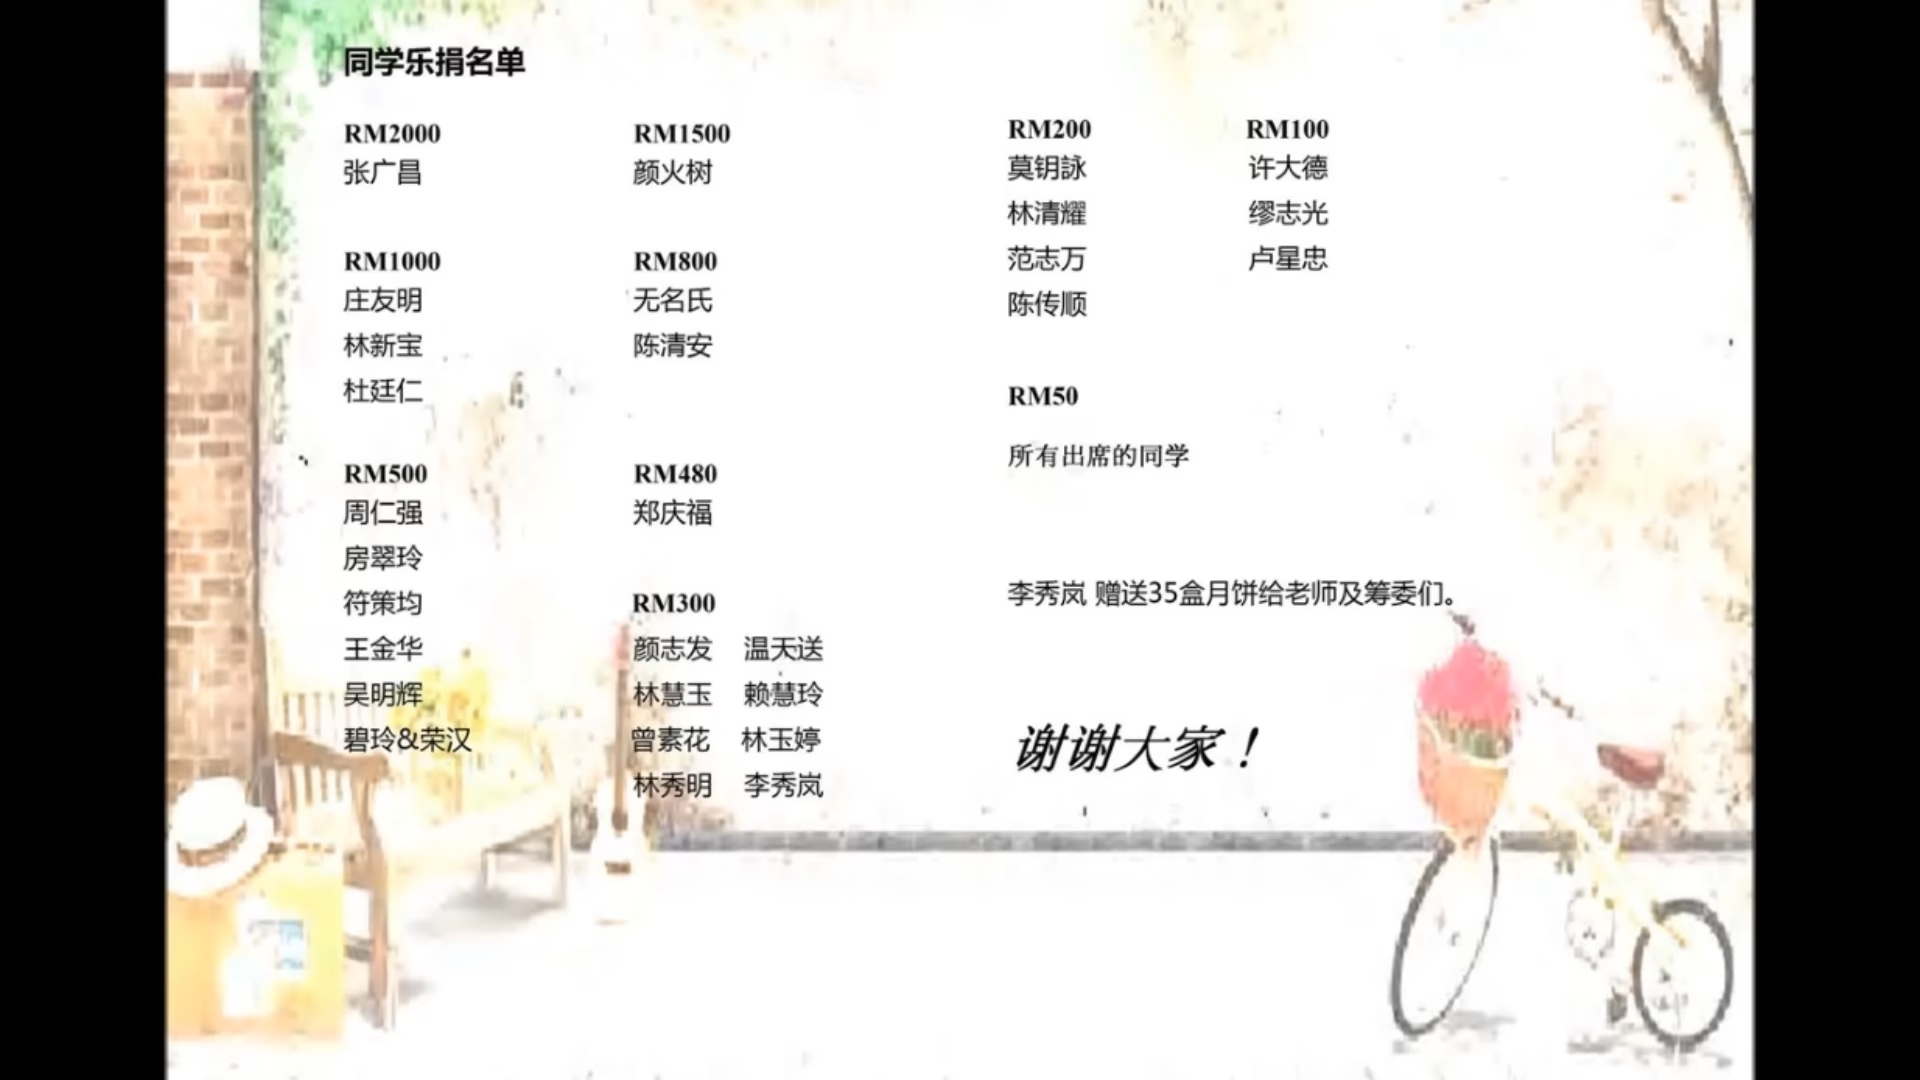 同学乐捐名单
RM2000
张广昌
RM1500
颜火树
RM1000
庄友明
林新宝
杜廷仁
RM800
无名氏
陈清安
RM500
周仁强
房翠玲
符策均
王金华
吴明辉
碧玲&荣汉
RM480
郑庆福
RM300
颜志发 温天送
林慧玉 赖慧玲
曾素花 林玉婷
林秀明 李秀岚
RM200
莫钥詠
林清耀
范志万
陈传顺
RM100
许大德
缪志光
卢星忠
RM50
所有出席的同学
李秀岚 赠送35盒月饼给老师及筹委们。
谢谢大家！